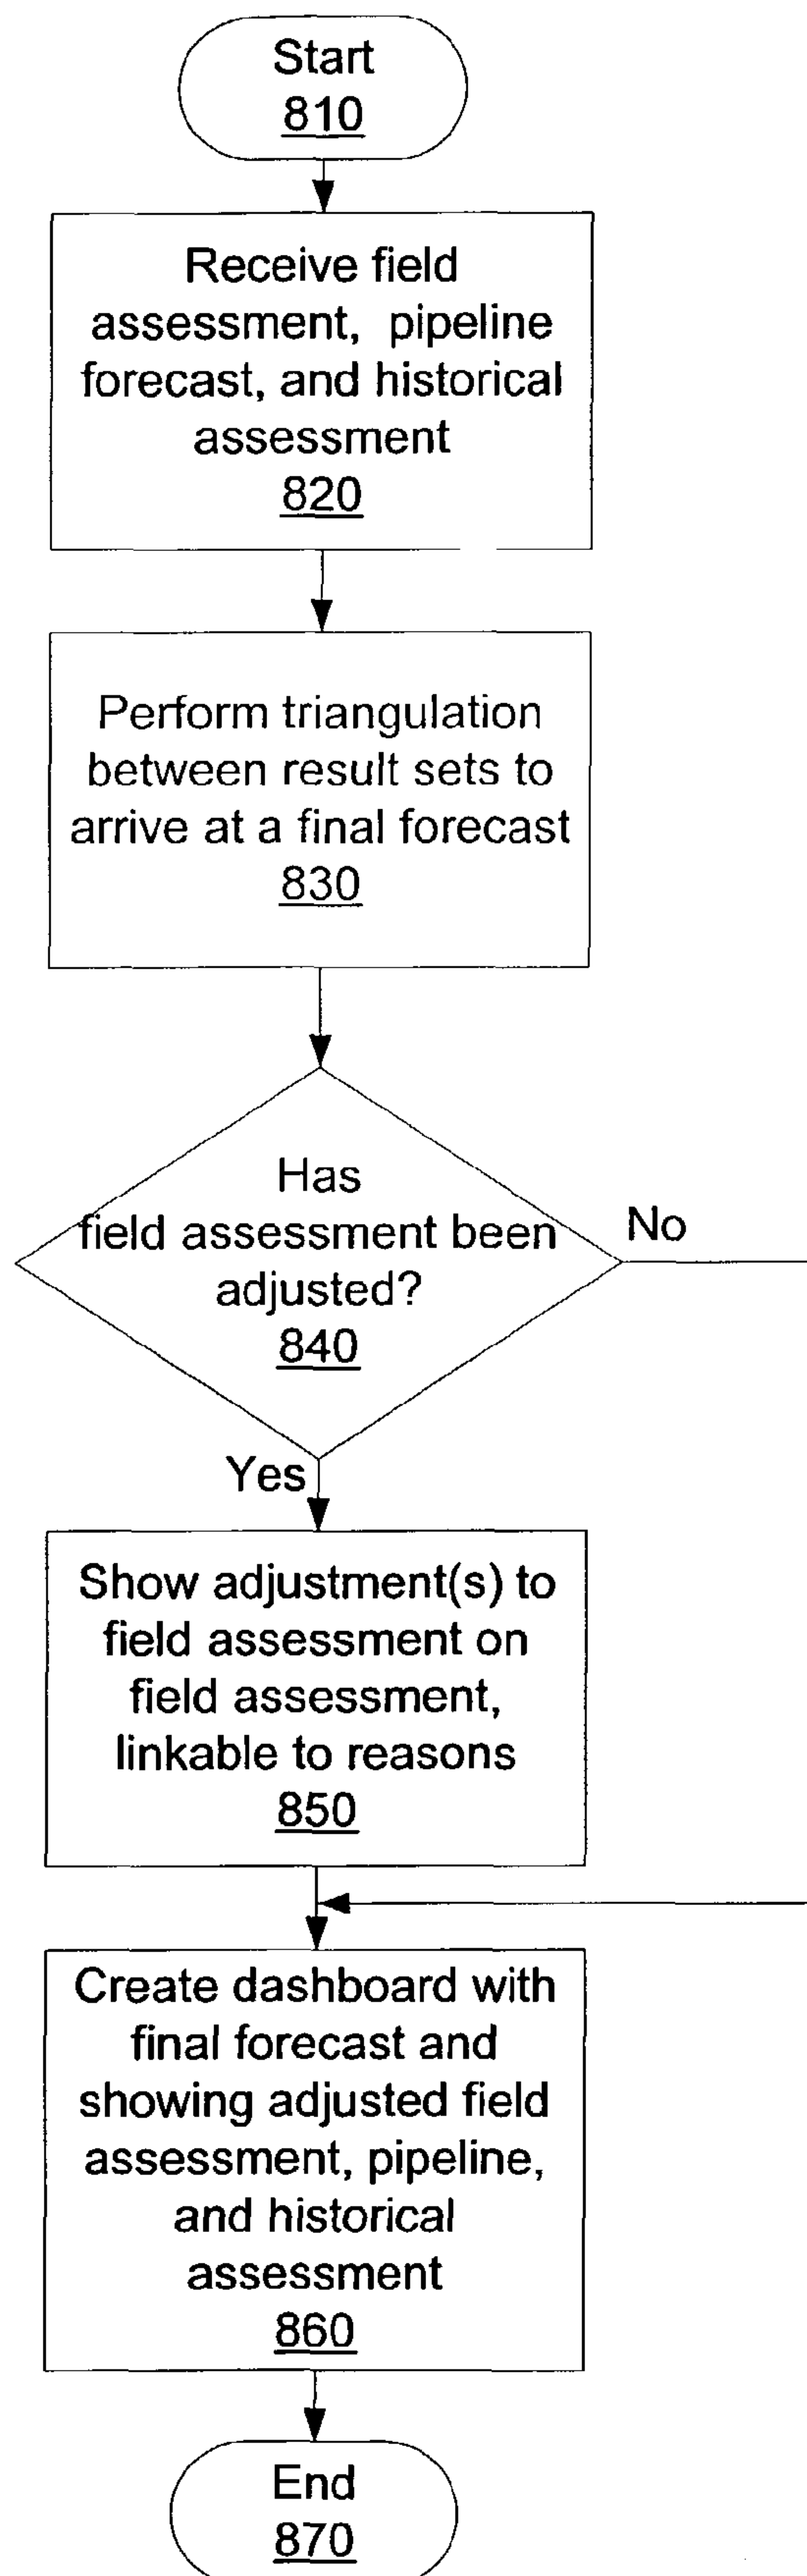 Start
810
Receive field
assessment, pipeline
forecast, and historical
assessment
820
Perform triangulation
between result sets to
arrive at a final forecast
830
Has
field assessment been
adjusted?
840
No
Yes
Show adjustment(s) to
field assessment on
field assessment,
linkable to reasons
850
Create dashboard with
final forecast and
showing adjusted field
assessment, pipeline,
and historical
assessment
860
End
870